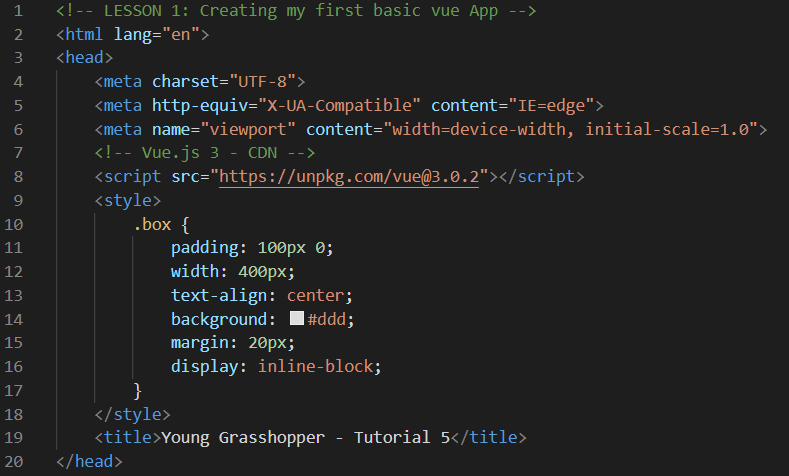 1 <!-- LESSON 1: Creating my first basic vue App -->
2 <html lang="en">
3 <head>
4     <meta charset="UTF-8">
5     <meta http-equiv="X-UA-Compatible" content="IE=edge">
6     <meta name="viewport" content="width=device-width, initial-scale=1.0">
7     <!-- Vue.js 3 - CDN -->
8     <script src="https://unpkg.com/vue@3.0.2"></script>
9     <style>
10         .box {
11             padding: 100px 0;
12             width: 400px;
13             text-align: center;
14             background: #ddd;
15             margin: 20px;
16             display: inline-block;
17         }
18     </style>
19     <title>Young Grasshopper - Tutorial 5</title>
20 </head>